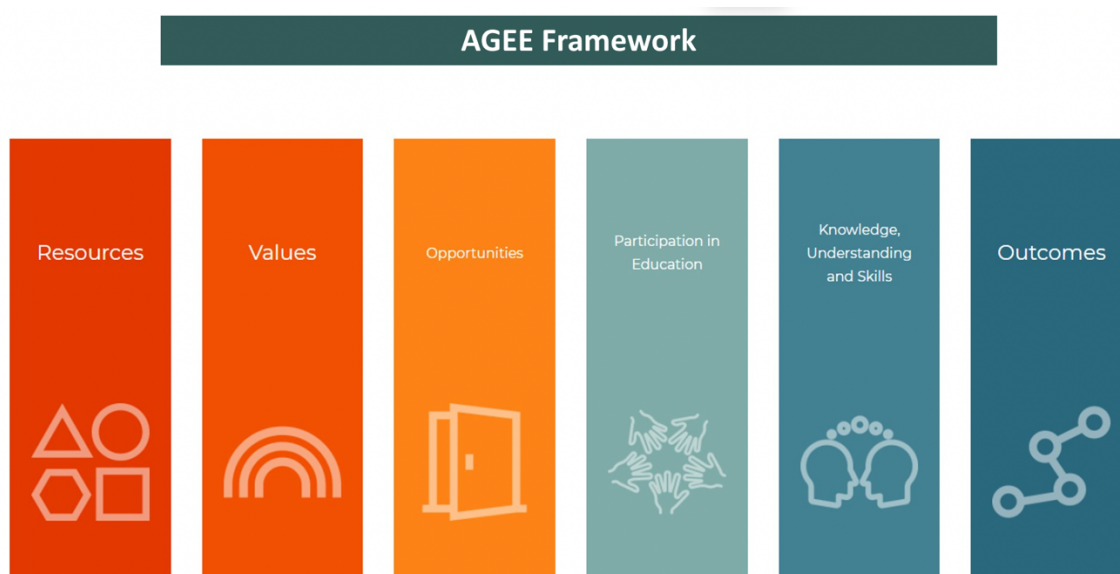 AGEE Framework
Resources
Values
Opportunities
Participation in
Education
Knowledge,
Understanding
and Skills
Outcomes